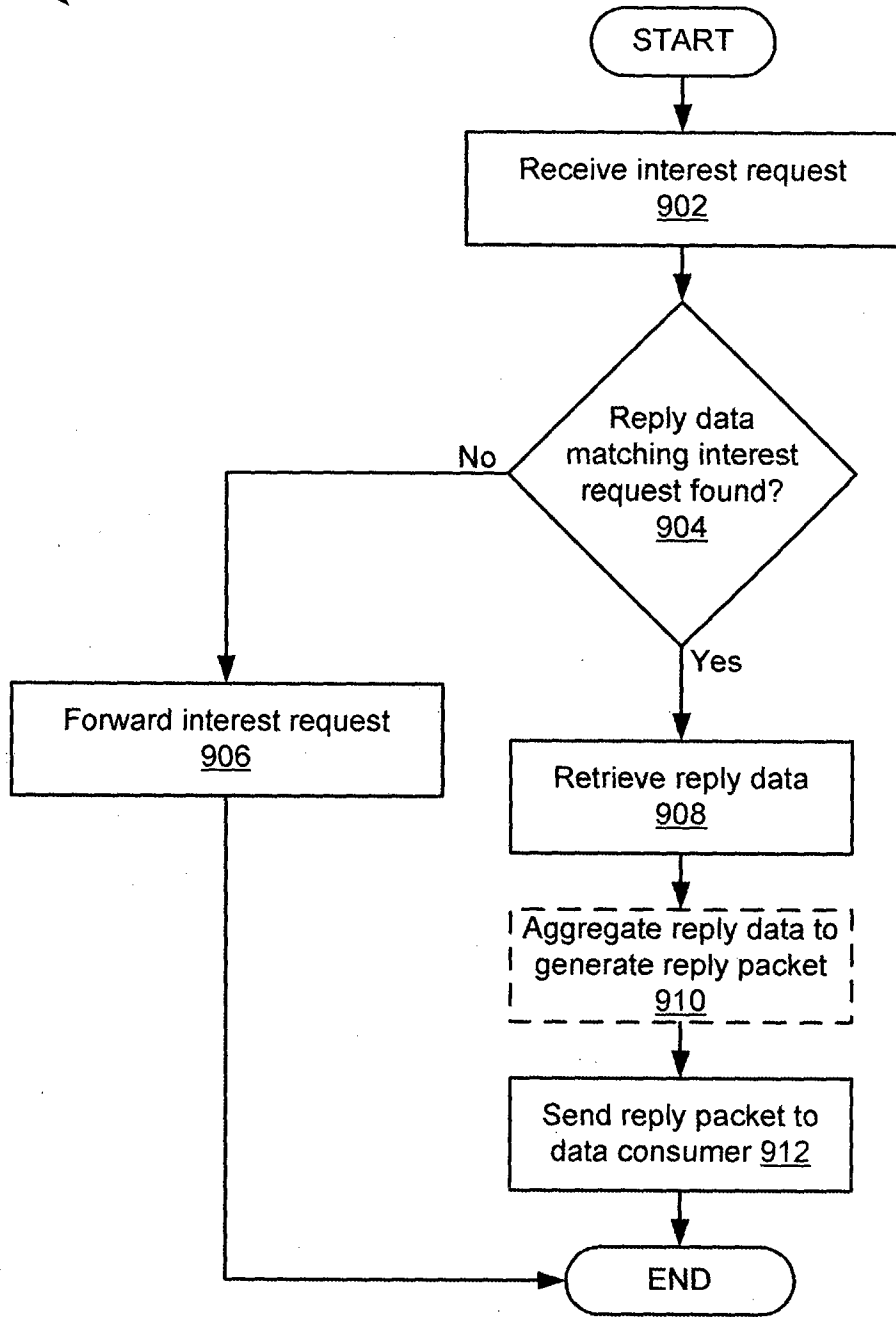 START
Receive interest request
902
Reply data
matching interest
request found?
904
No
Yes
Forward interest request
906
Retrieve reply data
908
Aggregate reply data to
generate reply packet
910
Send reply packet to
data consumer 912
END